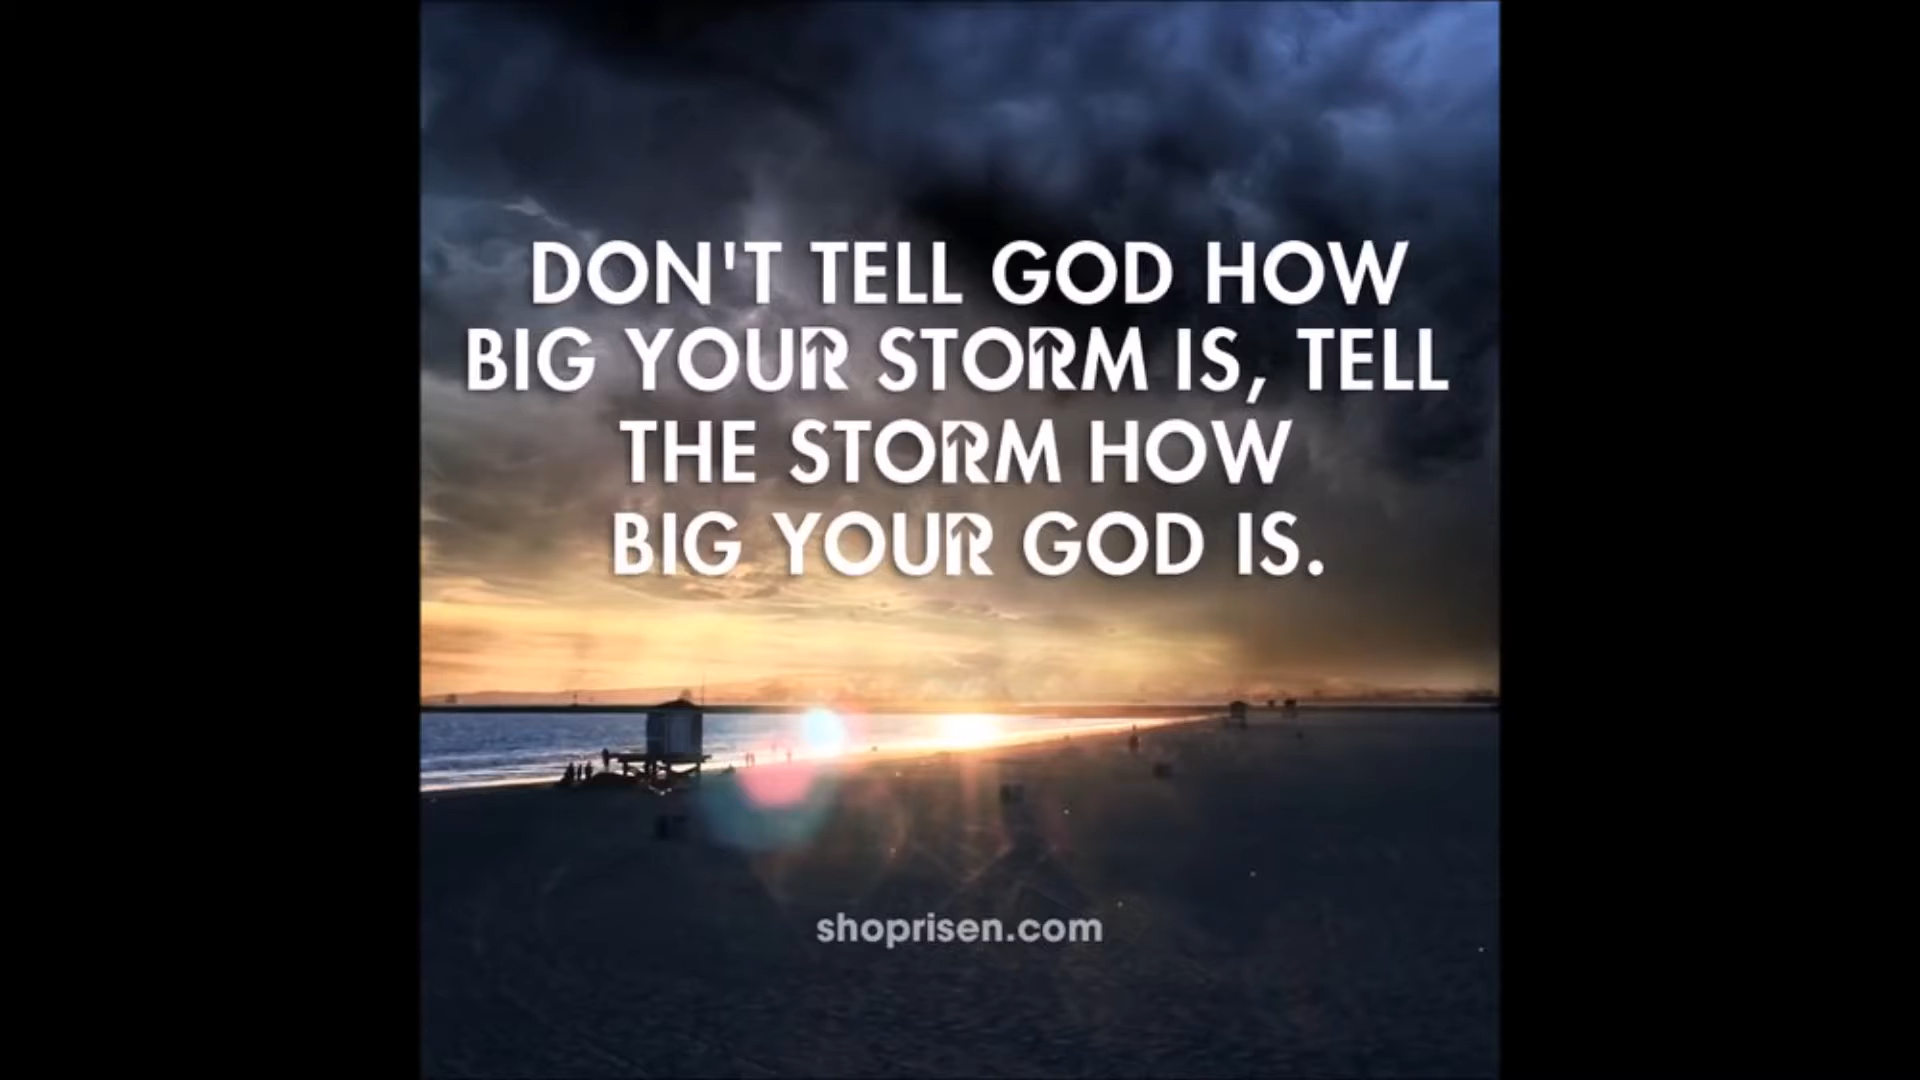 DON'T TELL GOD HOW
BIG YOUR STORM IS, TELL
THE STORM HOW
BIG YOUR GOD IS.
shoprisen.com